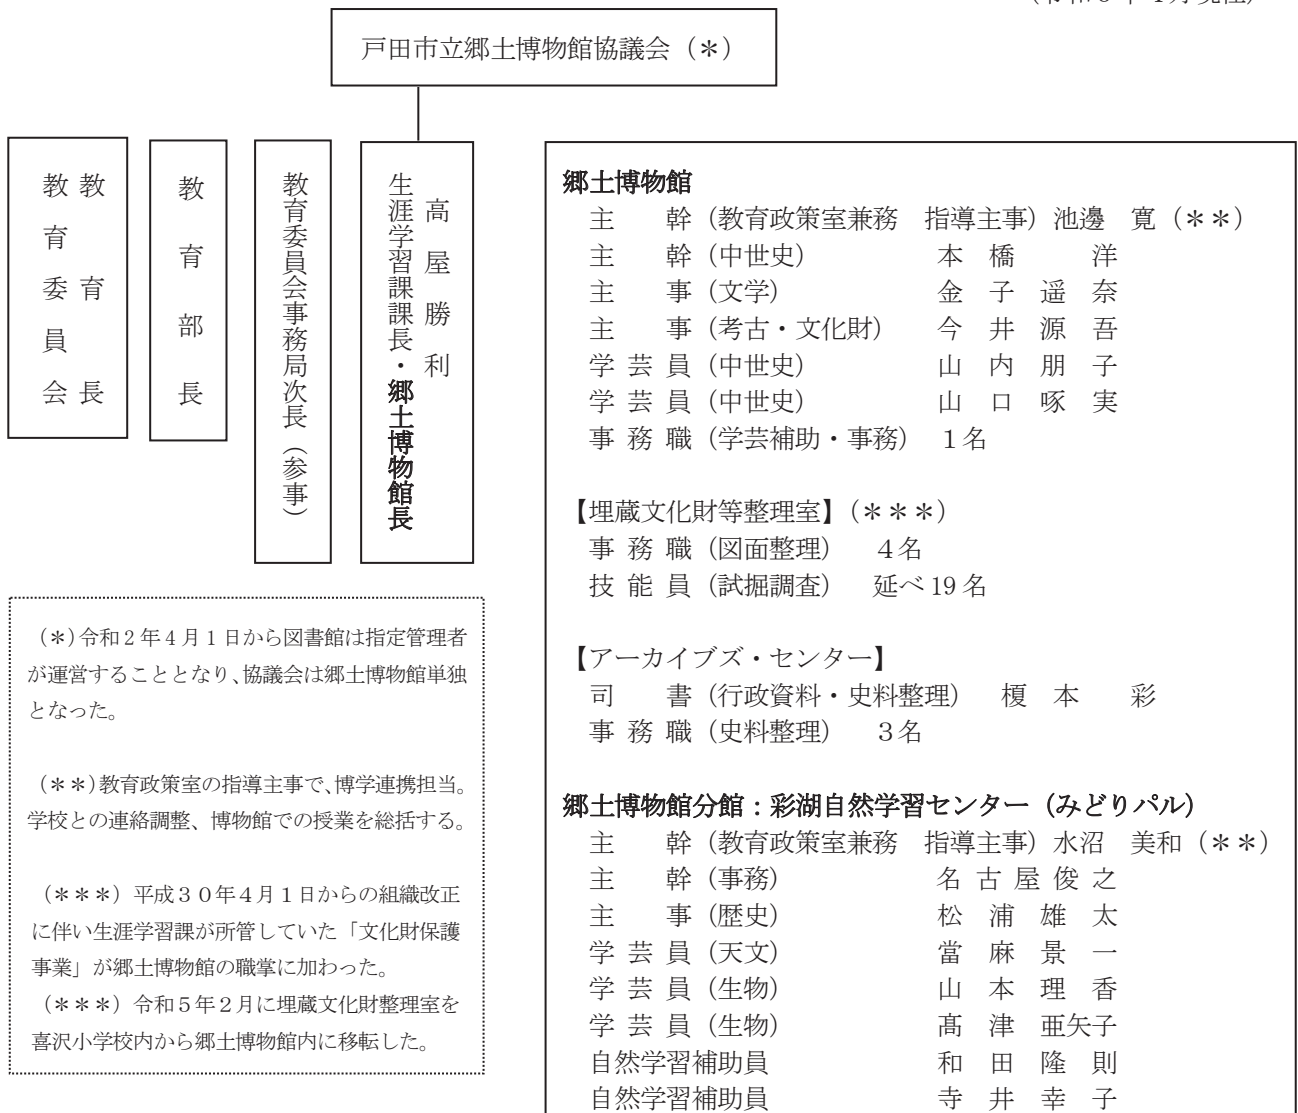 戸田市立郷土博物館協議会（＊）
教育委員会
教育長
教育部長
教育委員会事務局次長（参事）
生涯学習課課長・郷土博物館長
高屋勝利
郷土博物館
主　　幹（教育政策室兼務　指導主事）池邊　寛（＊＊）
主　　幹（中世史）　本橋　洋
主　　事（文学）　金子遥奈
主　　事（考古・文化財）　今井源吾
学芸員（中世史）　山内朋子
学芸員（中世史）　山口啄実
事務職（学芸補助・事務）　1名
【埋蔵文化財等整理室】（＊＊＊）
事務職（図面整理）　4名
技能員（試掘調査）　延べ19名
【アーカイブズ・センター】
司　　書（行政資料・史料整理）　榎本　彩
事務職（史料整理）　3名
郷土博物館分館：彩湖自然学習センター（みどりパル）
主　　幹（教育政策室兼務　指導主事）水沼　美和（＊＊）
主　　幹（事務）　名古屋俊之
主　　事（歴史）　松浦雄太
学芸員（天文）　當麻景一
学芸員（生物）　山本理香
学芸員（生物）　髙津亜矢子
自然学習補助員　和田隆則
自然学習補助員　寺井幸子
（＊）令和２年４月１日から図書館は指定管理者
が運営することとなり、協議会は郷土博物館単独
となった。
（＊＊）教育政策室の指導主事で、博学連携担当。
学校との連絡調整、博物館での授業を総括する。
（＊＊＊）平成３０年４月１日からの組織改正
に伴い生涯学習課が所管していた「文化財保護
事業」が郷土博物館の職掌に加わった。
（＊＊＊）令和５年２月に埋蔵文化財整理室を
喜沢小学校内から郷土博物館内に移転した。